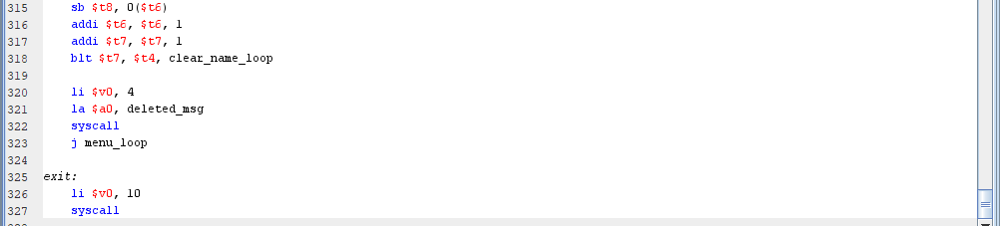 315 sb $t8, 0($t6)
316 addi $t6, $t6, 1
317 addi $t7, $t7, 1
318 blt $t7, $t4, clear_name_loop
319
320 li $v0, 4
321 la $a0, deleted_msg
322 syscall
323 j menu_loop
324
325 exit:
326 li $v0, 10
327 syscall